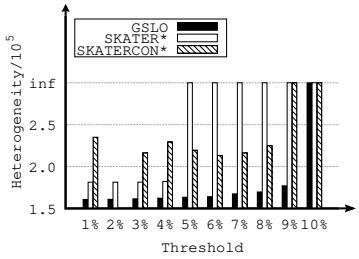 GSLO
SKATER*
SKATERCON*
Heterogeneity/10^5
inf
2.5
2.0
1.5
1% 2% 3% 4% 5% 6% 7% 8% 9% 10%
Threshold